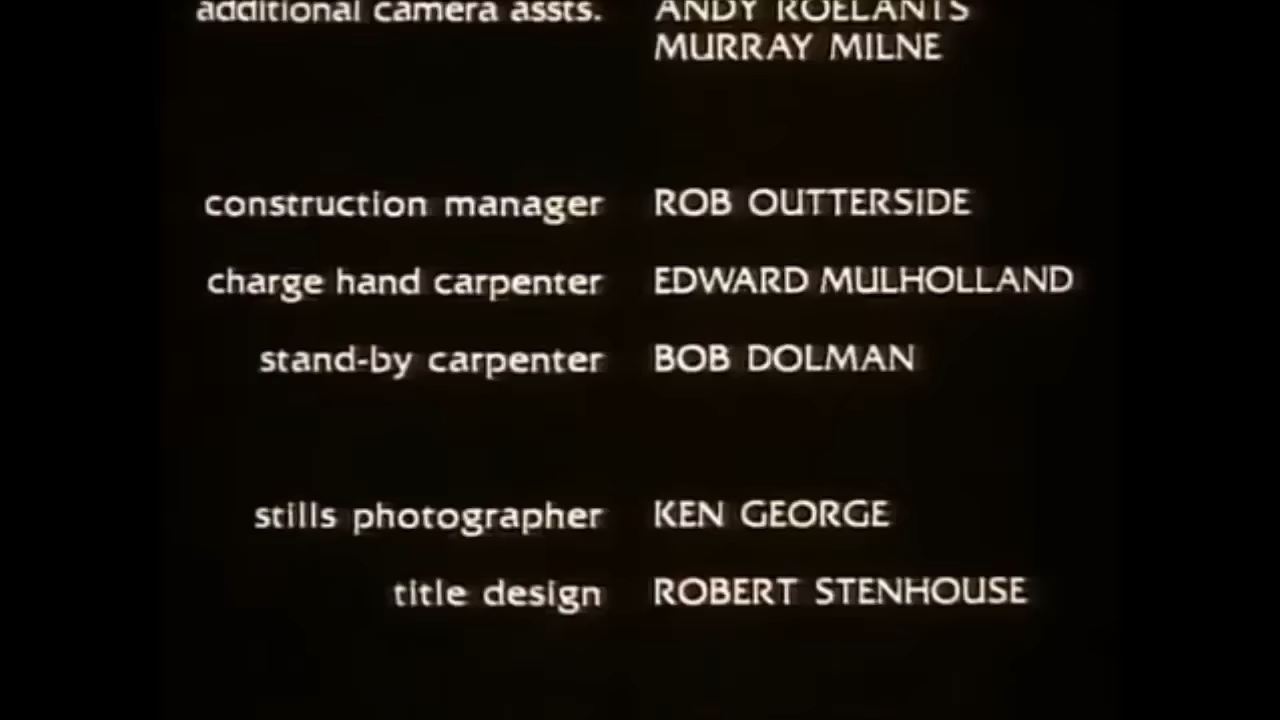 additional camera assts. ANDY ROELANTS
MURRAY MILNE
construction manager ROB OUTTERSIDE
charge hand carpenter EDWARD MULHOLLAND
stand-by carpenter BOB DOLMAN
stills photographer KEN GEORGE
title design ROBERT STENHOUSE